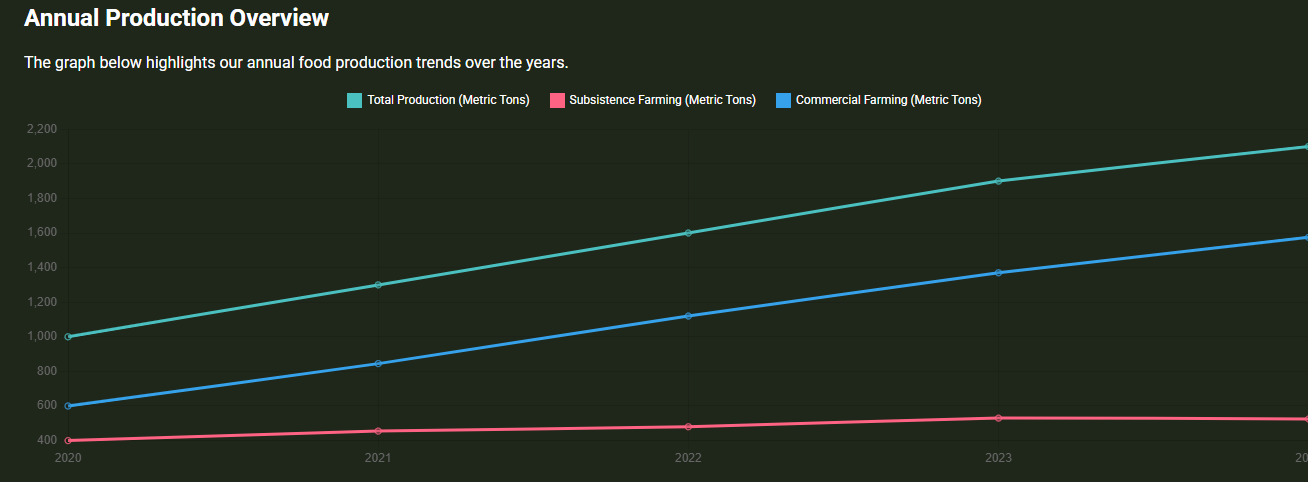 Annual Production Overview
The graph below highlights our annual food production trends over the years.
Total Production (Metric Tons) Subsistence Farming (Metric Tons) Commercial Farming (Metric Tons)
2,200
2,000
1,800
1,600
1,400
1,200
1,000
800
600
400
2020 2021 2022 2023 20